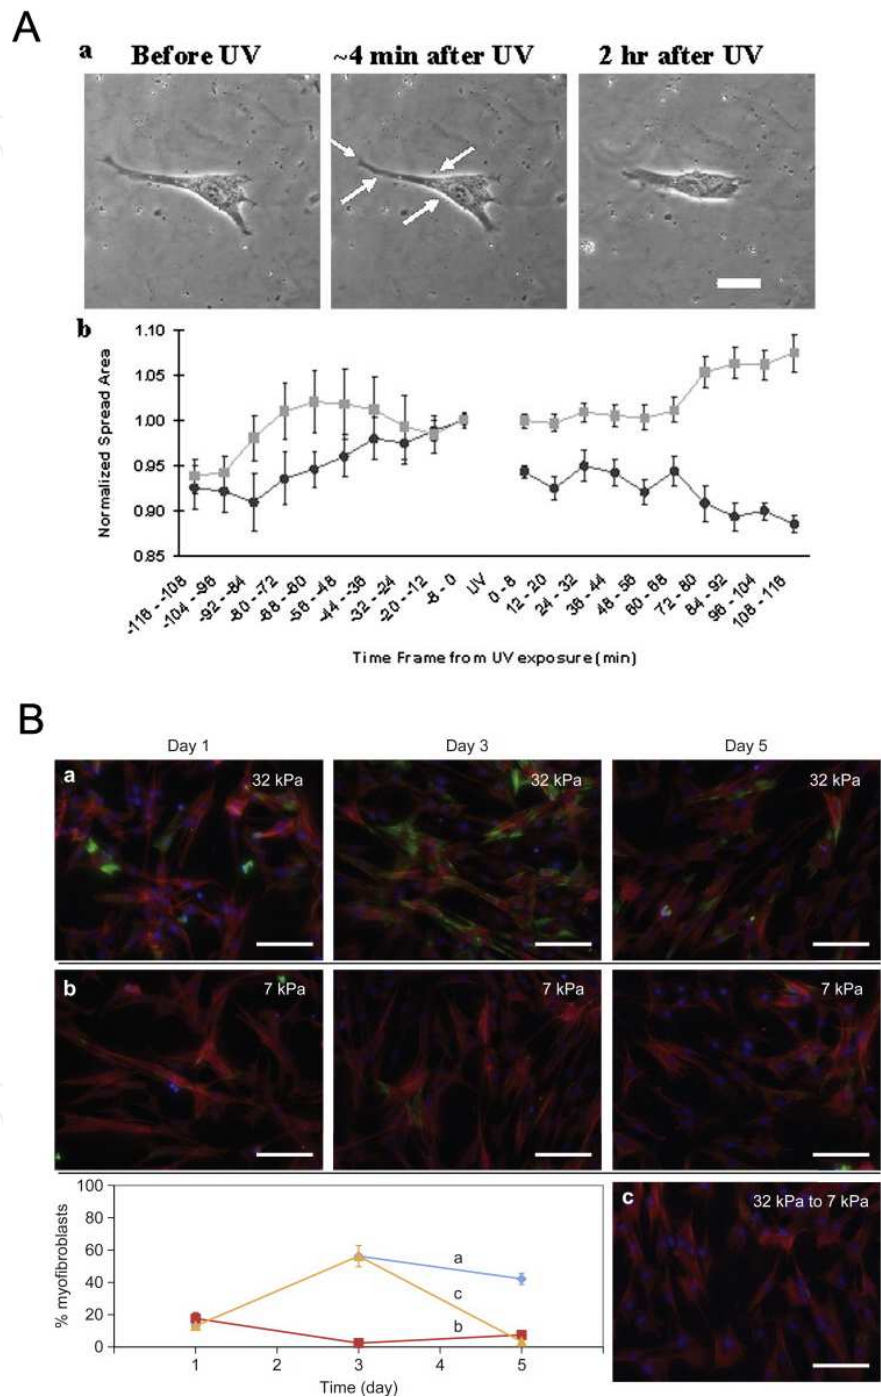 A
a Before UV ~4 min after UV 2 hr after UV
b
1.10
1.05
1.00
0.95
0.90
0.85
Normalized Spread Area
-116 - -108 -104 - -96 -92 - -84 -80 - -72 -68 - -60 -56 - -48 -44 - -36 -32 - -24 -20 - -12 -8 - 0 UV 0 - 8 12 - 20 24 - 32 36 - 44 48 - 56 60 - 68 72 - 80 84 - 92 96 - 104 108 - 116
Time Frame from UV exposure (min)
B
Day 1 Day 3 Day 5
a 32 kPa 32 kPa 32 kPa
b 7 kPa 7 kPa 7 kPa
100
80
60
40
20
0
% myofibroblasts
a
c
b
1 2 3 4 5
Time (day)
c 32 kPa to 7 kPa